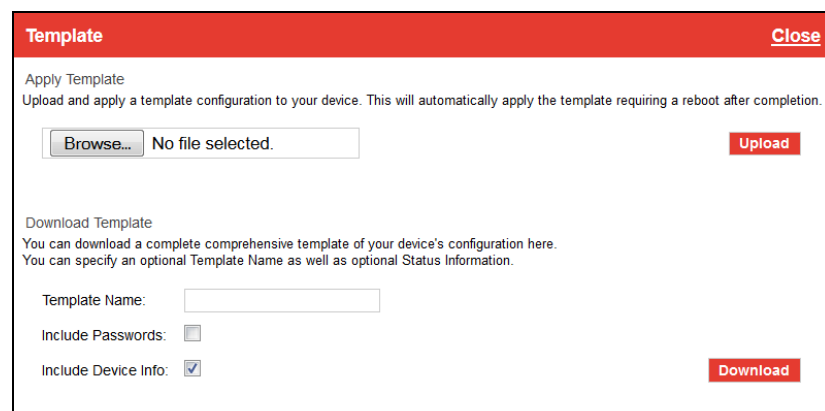 Template
Close
Apply Template
Upload and apply a template configuration to your device. This will automatically apply the template requiring a reboot after completion.
Browse... No file selected.
Upload
Download Template
You can download a complete comprehensive template of your device's configuration here.
You can specify an optional Template Name as well as optional Status Information.
Template Name:
Include Passwords:
Include Device Info:
Download